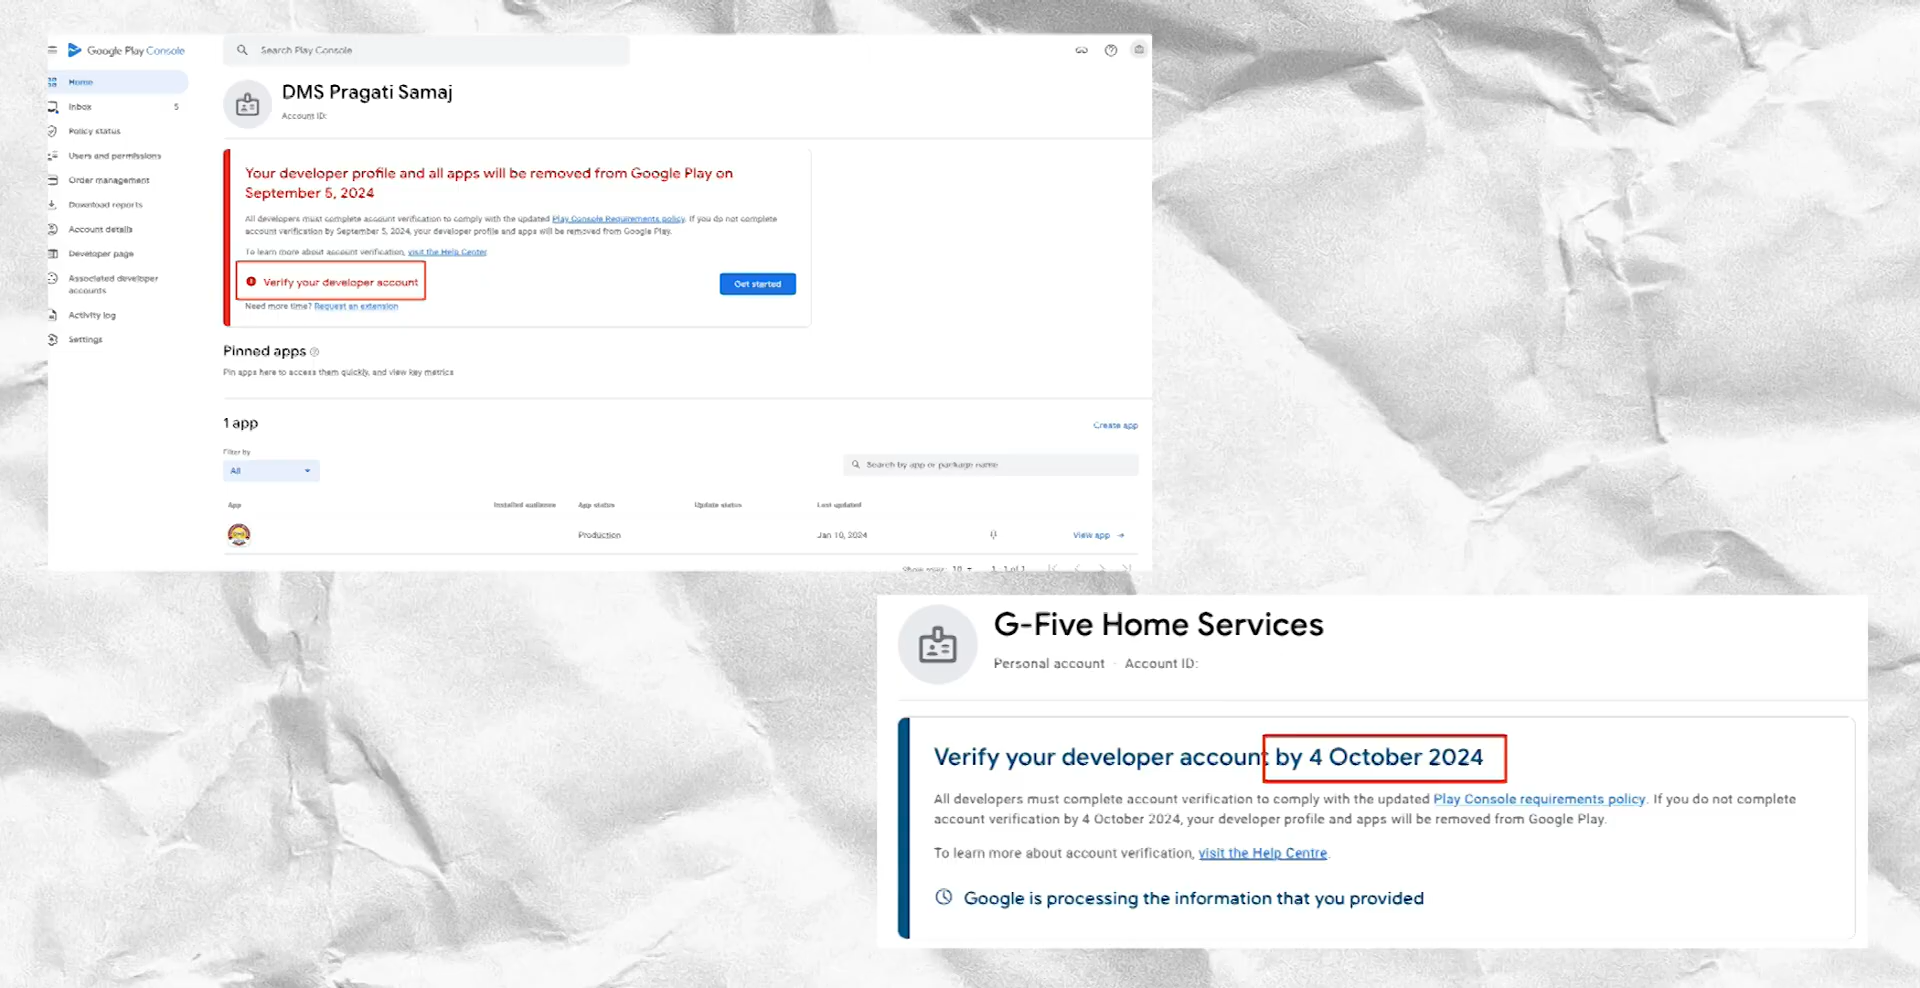 Google Play Console
Search Play Console
Home
Inbox 5
Policy status
Users and permissions
Order management
Download reports
Account details
Developer page
Associated developer
accounts
Activity log
Settings
DMS Pragati Samaj
Account ID:
Your developer profile and all apps will be removed from Google Play on
September 5, 2024
All developers must complete account verification to comply with the updated Play Console Requirements policy. If you do not complete
account verification by September 5, 2024, your developer profile and apps will be removed from Google Play.
To learn more about account verification, visit the Help Center
Verify your developer account
Get started
Need more time? Request an extension
Pinned apps
Pin apps here to access them quickly, and view key metrics
1 app
Create app
Filter by
All
Search by app or package name
App Installed audience App status Update status Last updated
Production Jan 10, 2024 View app
Show rows: 10 1 - 1 of 1
G-Five Home Services
Personal account · Account ID:
Verify your developer account by 4 October 2024
All developers must complete account verification to comply with the updated Play Console requirements policy. If you do not complete
account verification by 4 October 2024, your developer profile and apps will be removed from Google Play.
To learn more about account verification, visit the Help Centre.
Google is processing the information that you provided